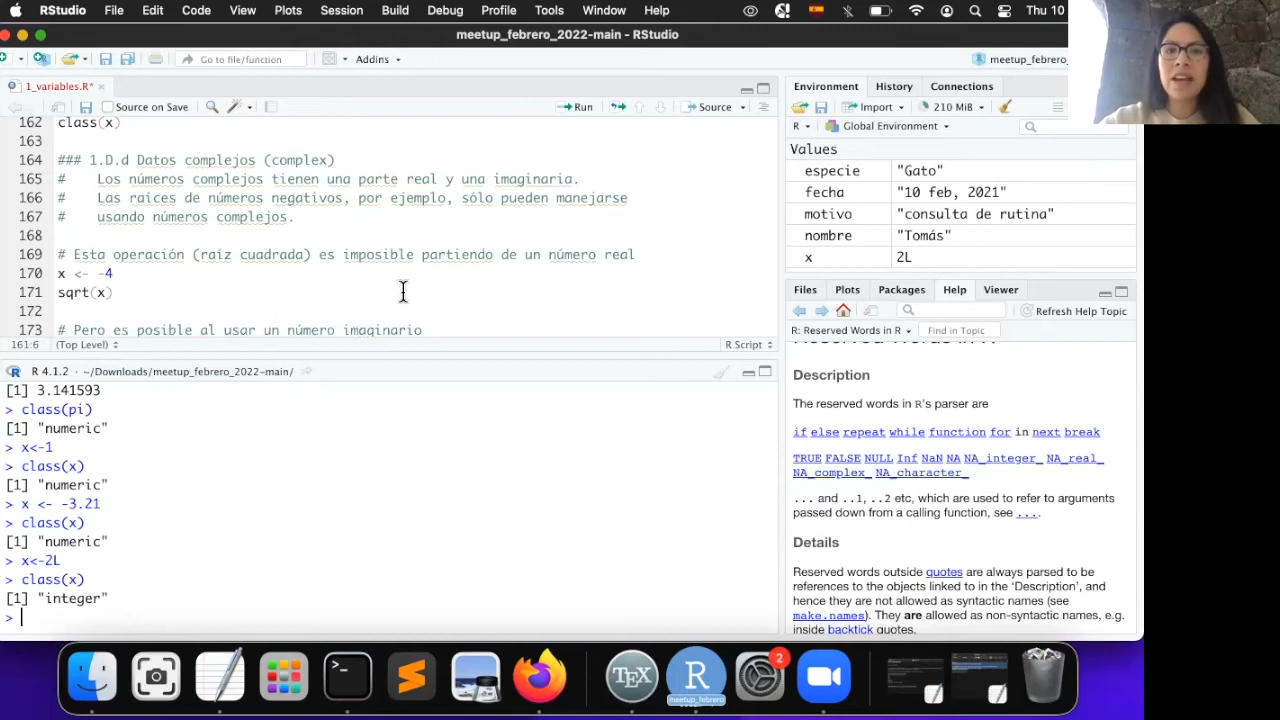 RStudio File Edit Code View Plots Session Build Debug Profile Tools Window Help Thu 10
meetup_febrero_2022-main - RStudio
Go to file/function Addins meetup_febrero_
1_variables.R*
Source on Save Run Source
162 class(x)
163
164 ### 1.D.d Datos complejos (complex)
165 # Los números complejos tienen una parte real y una imaginaria.
166 # Las raíces de números negativos, por ejemplo, sólo pueden manejarse
167 # usando números complejos.
168
169 # Esta operación (raíz cuadrada) es imposible partiendo de un número real
170 x <- -4
171 sqrt(x)
172
173 # Pero es posible al usar un número imaginario
161:6 (Top Level) R Script
R 4.1.2 · ~/Downloads/meetup_febrero_2022-main/
[1] 3.141593
> class(pi)
[1] "numeric"
> x<-1
> class(x)
[1] "numeric"
> x <- -3.21
> class(x)
[1] "numeric"
> x<-2L
> class(x)
[1] "integer"
>
Environment History Connections
Import 210 MiB
R Global Environment
Values
especie "Gato"
fecha "10 feb, 2021"
motivo "consulta de rutina"
nombre "Tomás"
x 2L
Files Plots Packages Help Viewer
Refresh Help Topic
R: Reserved Words in R Find in Topic
Reserved Words in R
Description
The reserved words in R's parser are
if else repeat while function for in next break
TRUE FALSE NULL Inf NaN NA NA_integer_ NA_real_
NA_complex_ NA_character_
... and ..1, ..2 etc, which are used to refer to arguments
passed down from a calling function, see ....
Details
Reserved words outside quotes are always parsed to be
references to the objects linked to in the ‘Description’, and
hence they are not allowed as syntactic names (see
make.names). They are allowed as non-syntactic names, e.g.
inside backtick quotes.
>_ TEX R 2
meetup_febrero